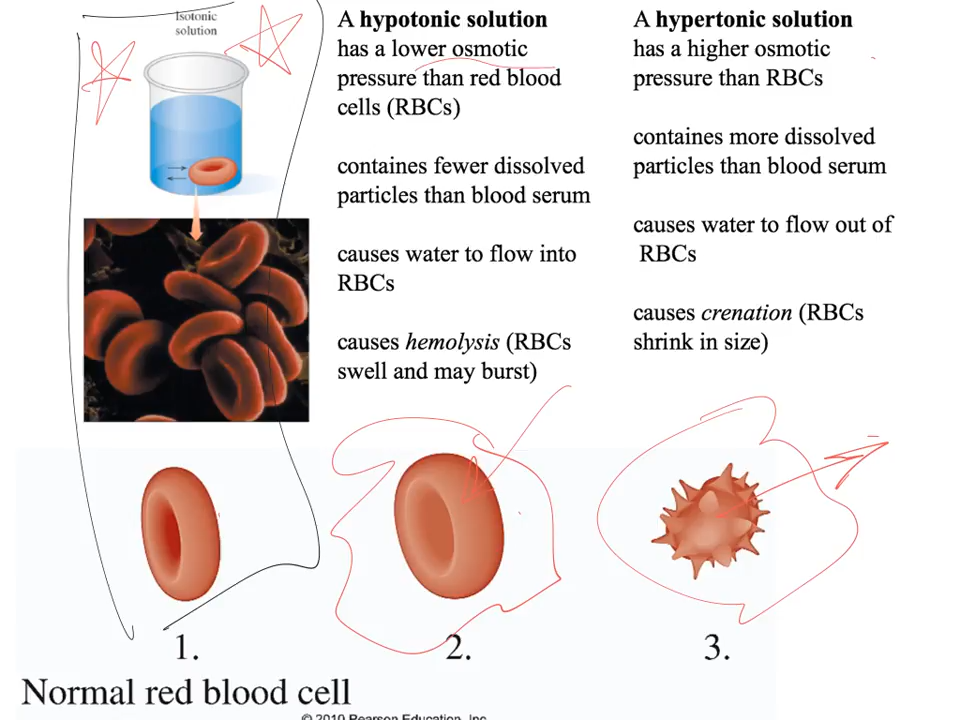 Isotonic
solution
A hypotonic solution
has a lower osmotic
pressure than red blood
cells (RBCs)
containes fewer dissolved
particles than blood serum
causes water to flow into
RBCs
causes hemolysis (RBCs
swell and may burst)
A hypertonic solution
has a higher osmotic
pressure than RBCs
containes more dissolved
particles than blood serum
causes water to flow out of
RBCs
causes crenation (RBCs
shrink in size)
1.
2.
3.
Normal red blood cell
© 2010 Pearson Education, Inc.